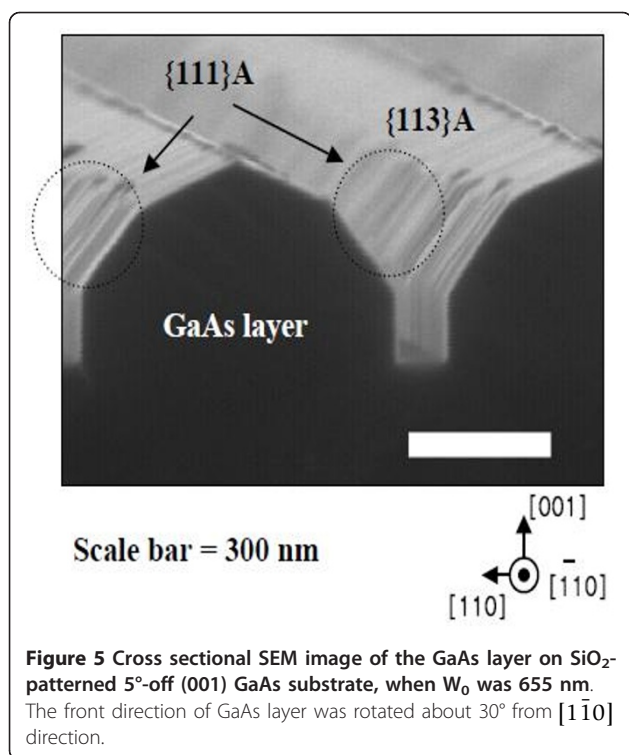 {111}A
{113}A
GaAs layer
[001]
Scale bar = 300 nm
[11̄0]
[110]
Figure 5 Cross sectional SEM image of the GaAs layer on SiO₂-
patterned 5°-off (001) GaAs substrate, when W₀ was 655 nm.
The front direction of GaAs layer was rotated about 30° from [11̄0]
direction.